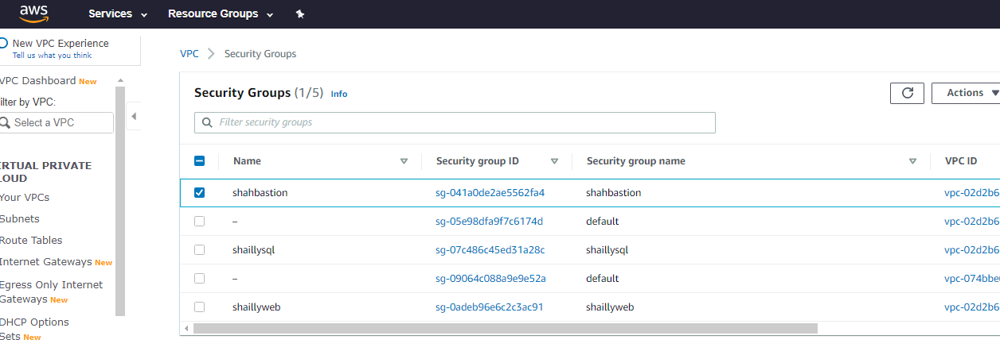 aws Services Resource Groups
New VPC Experience
Tell us what you think
VPC Dashboard New
ilter by VPC:
Select a VPC
IRTUAL PRIVATE
LOUD
Your VPCs
Subnets
Route Tables
Internet Gateways New
Egress Only Internet
Gateways New
DHCP Options
Sets New
VPC > Security Groups
Security Groups (1/5) Info
Actions
Filter security groups
Name Security group ID Security group name VPC ID
shahbastion sg-041a0de2ae5562fa4 shahbastion vpc-02d2b6
– sg-05e98dfa9f7c6174d default vpc-02d2b6
shaillysql sg-07c486c45ed31a28c shaillysql vpc-02d2b6
– sg-09064c088a9e9e52a default vpc-074bbe
shaillyweb sg-0adeb96e6c2c3ac91 shaillyweb vpc-02d2b6